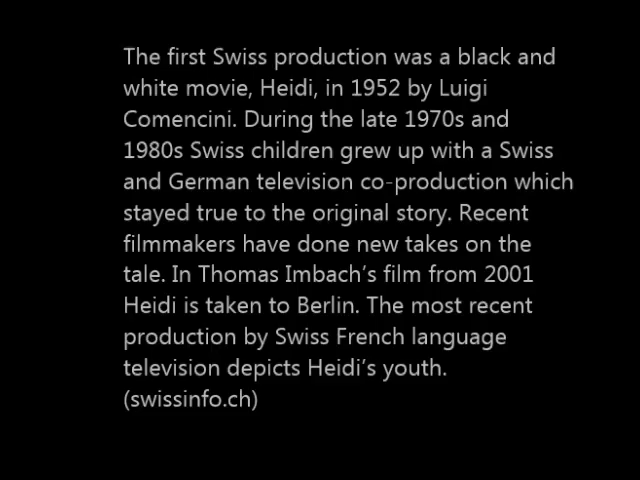 The first Swiss production was a black and
white movie, Heidi, in 1952 by Luigi
Comencini. During the late 1970s and
1980s Swiss children grew up with a Swiss
and German television co-production which
stayed true to the original story. Recent
filmmakers have done new takes on the
tale. In Thomas Imbach’s film from 2001
Heidi is taken to Berlin. The most recent
production by Swiss French language
television depicts Heidi’s youth.
(swissinfo.ch)